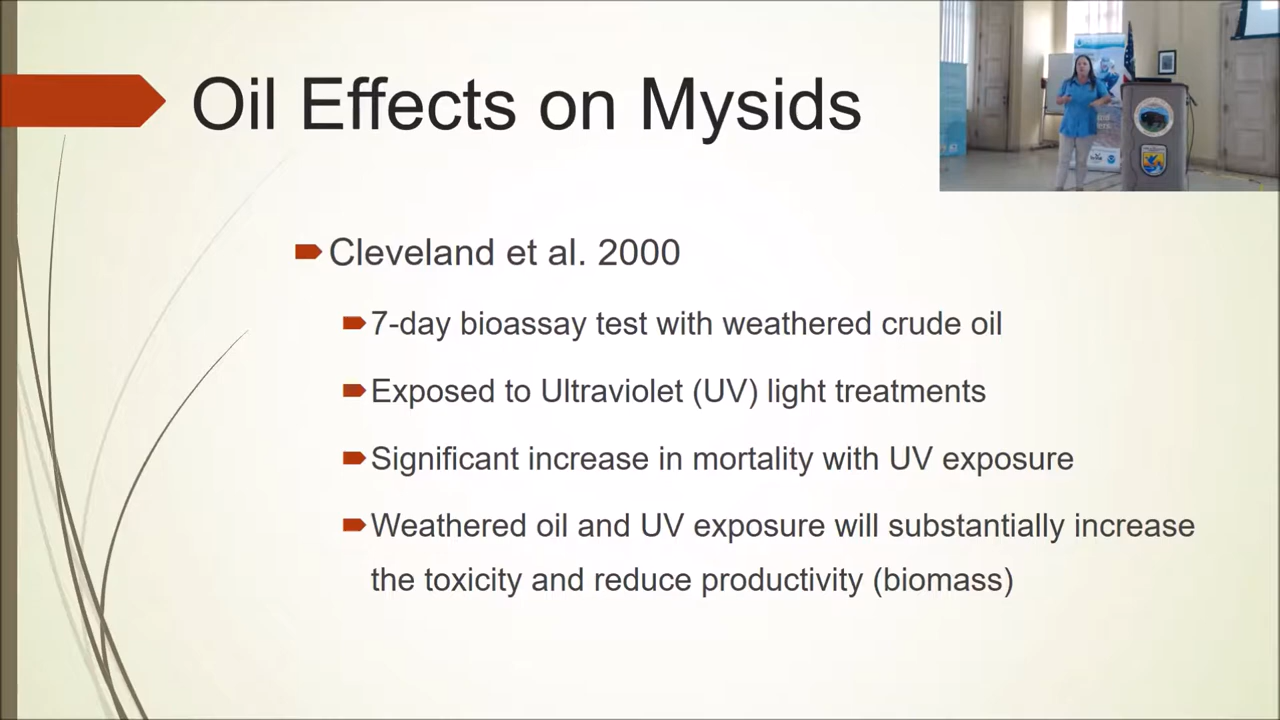 Oil Effects on Mysids
Cleveland et al. 2000
7-day bioassay test with weathered crude oil
Exposed to Ultraviolet (UV) light treatments
Significant increase in mortality with UV exposure
Weathered oil and UV exposure will substantially increase
the toxicity and reduce productivity (biomass)